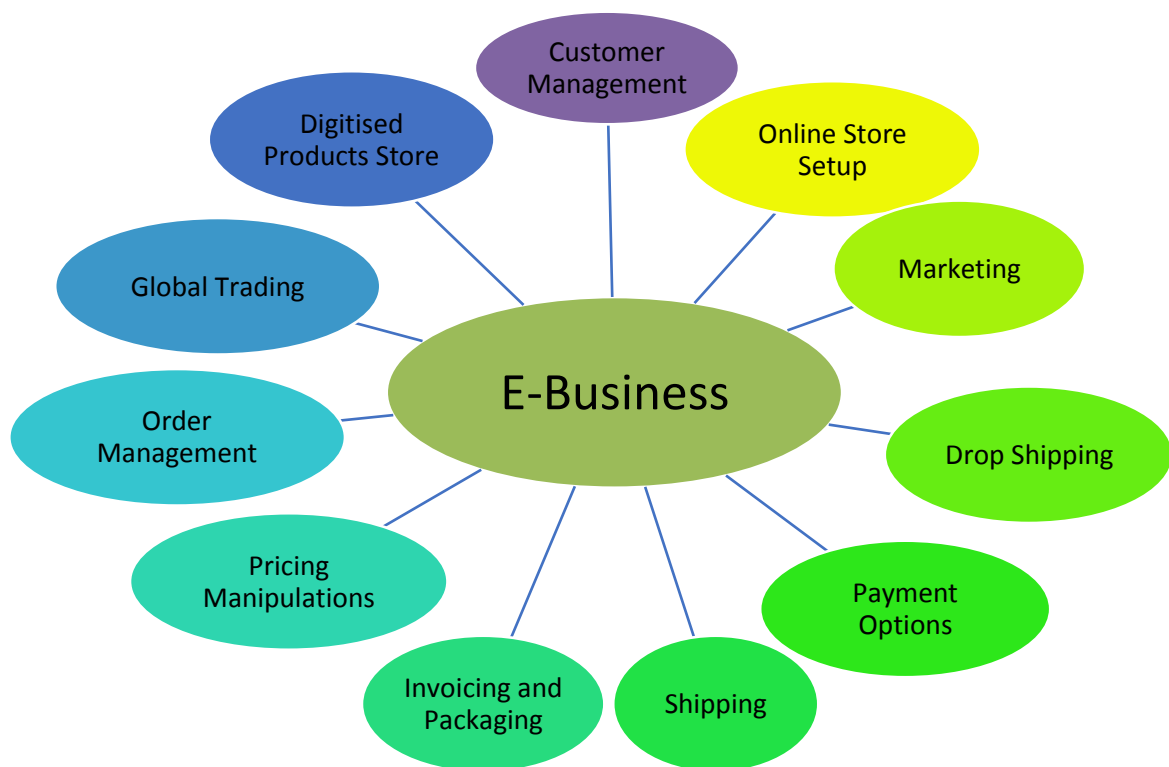 Customer
Management
Online Store
Setup
Marketing
Drop Shipping
Payment
Options
Shipping
Invoicing and
Packaging
Pricing
Manipulations
Order
Management
Global Trading
Digitised
Products Store
E-Business